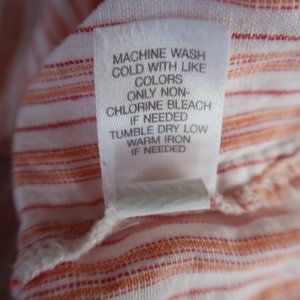 MACHINE WASH
COLD WITH LIKE
COLORS
ONLY NON-
CHLORINE BLEACH
IF NEEDED
TUMBLE DRY LOW
WARM IRON
IF NEEDED